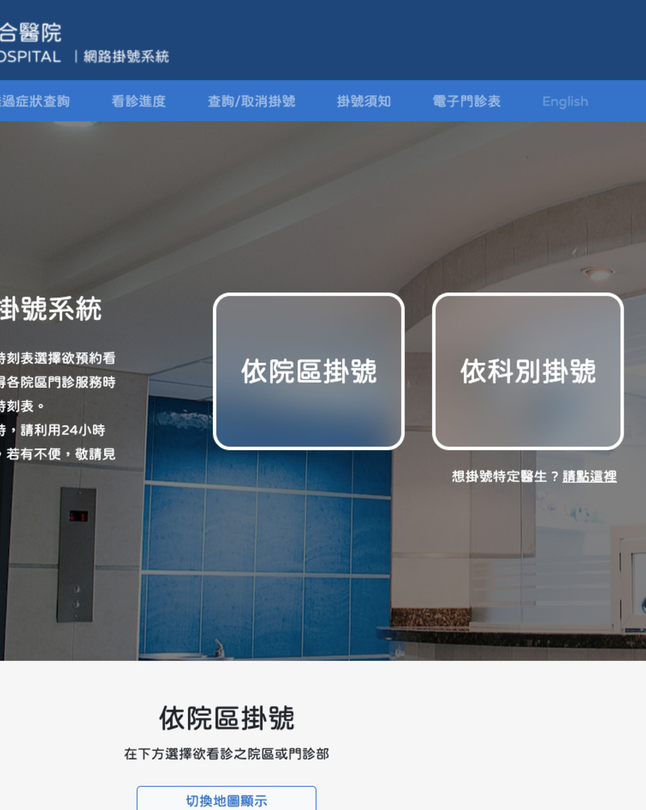 合醫院
OSPITAL ｜網路掛號系統
過症狀查詢 看診進度 查詢/取消掛號 掛號須知 電子門診表 English
掛號系統
時刻表選擇欲預約看
得各院區門診服務時
時刻表。
時，請利用24小時
，若有不便，敬請見
依院區掛號
依科別掛號
想掛號特定醫生？請點這裡
依院區掛號
在下方選擇欲看診之院區或門診部
切換地圖顯示